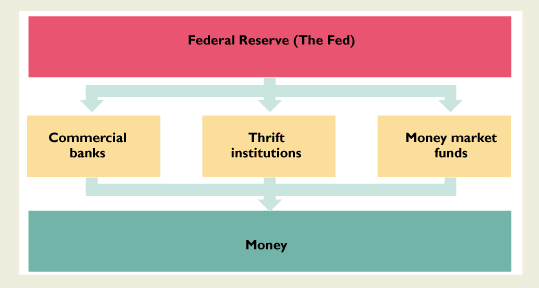 Federal Reserve (The Fed)
Commercial
banks
Thrift
institutions
Money market
funds
Money